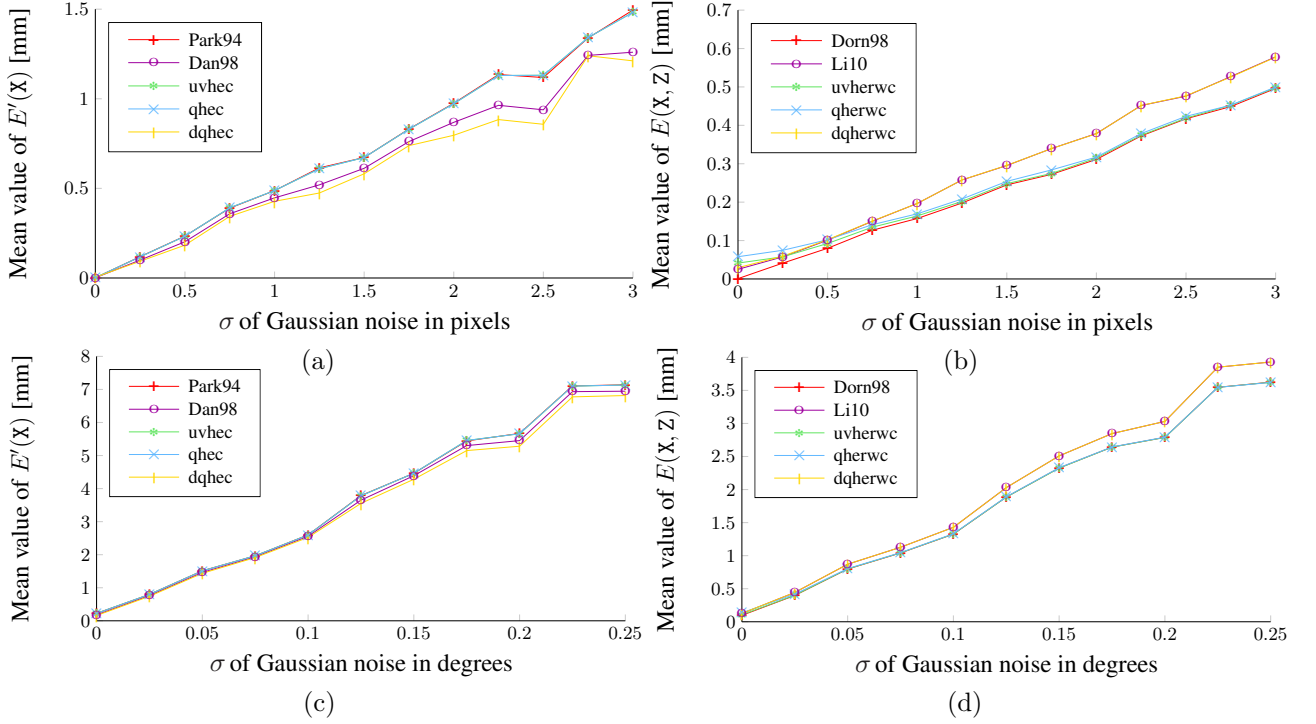 Mean value of E′(X) [mm]
1.5
1
0.5
0
Park94
Dan98
uvhec
qhec
dqhec
0 0.5 1 1.5 2 2.5 3
σ of Gaussian noise in pixels
(a)
Mean value of E(X, Z) [mm]
0.7
0.6
0.5
0.4
0.3
0.2
0.1
0
Dorn98
Li10
uvherwc
qherwc
dqherwc
0 0.5 1 1.5 2 2.5 3
σ of Gaussian noise in pixels
(b)
Mean value of E′(X) [mm]
8
7
6
5
4
3
2
1
0
Park94
Dan98
uvhec
qhec
dqhec
0 0.05 0.1 0.15 0.2 0.25
σ of Gaussian noise in degrees
(c)
Mean value of E(X, Z) [mm]
4
3.5
3
2.5
2
1.5
1
0.5
0
Dorn98
Li10
uvherwc
qherwc
dqherwc
0 0.05 0.1 0.15 0.2 0.25
σ of Gaussian noise in degrees
(d)